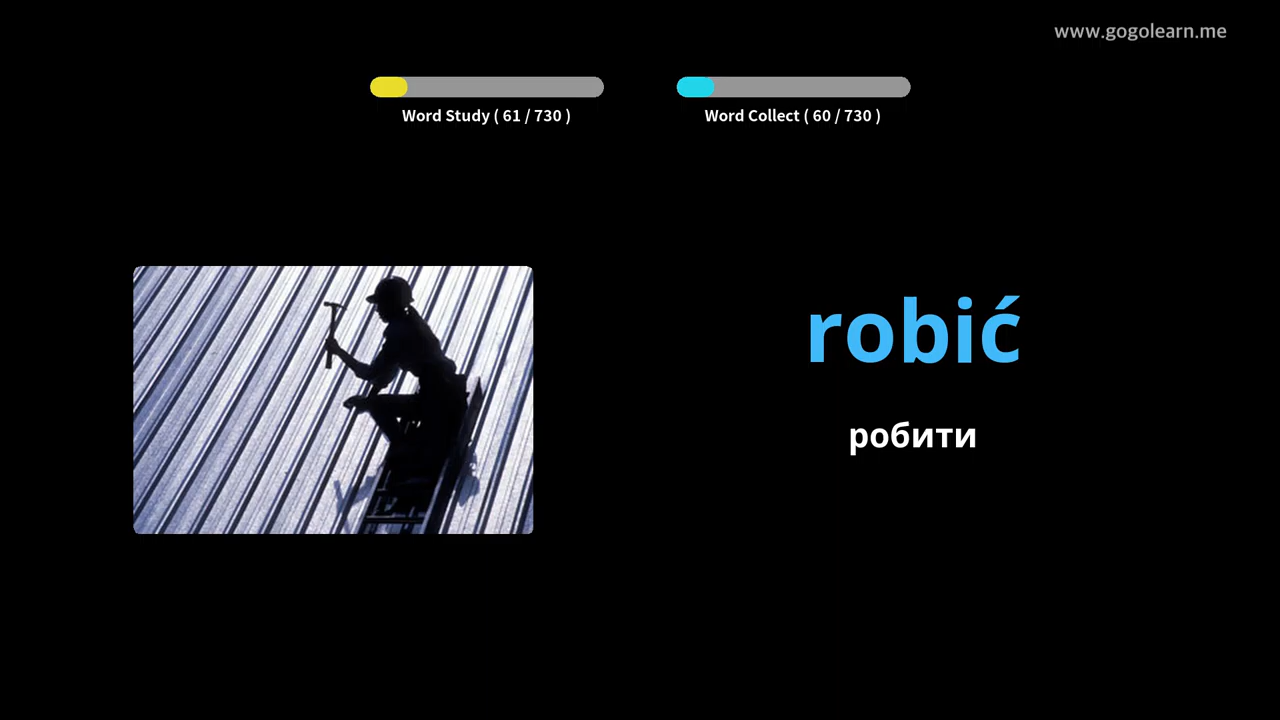 www.gogolearn.me
Word Study ( 61 / 730 )
Word Collect ( 60 / 730 )
robić
робити